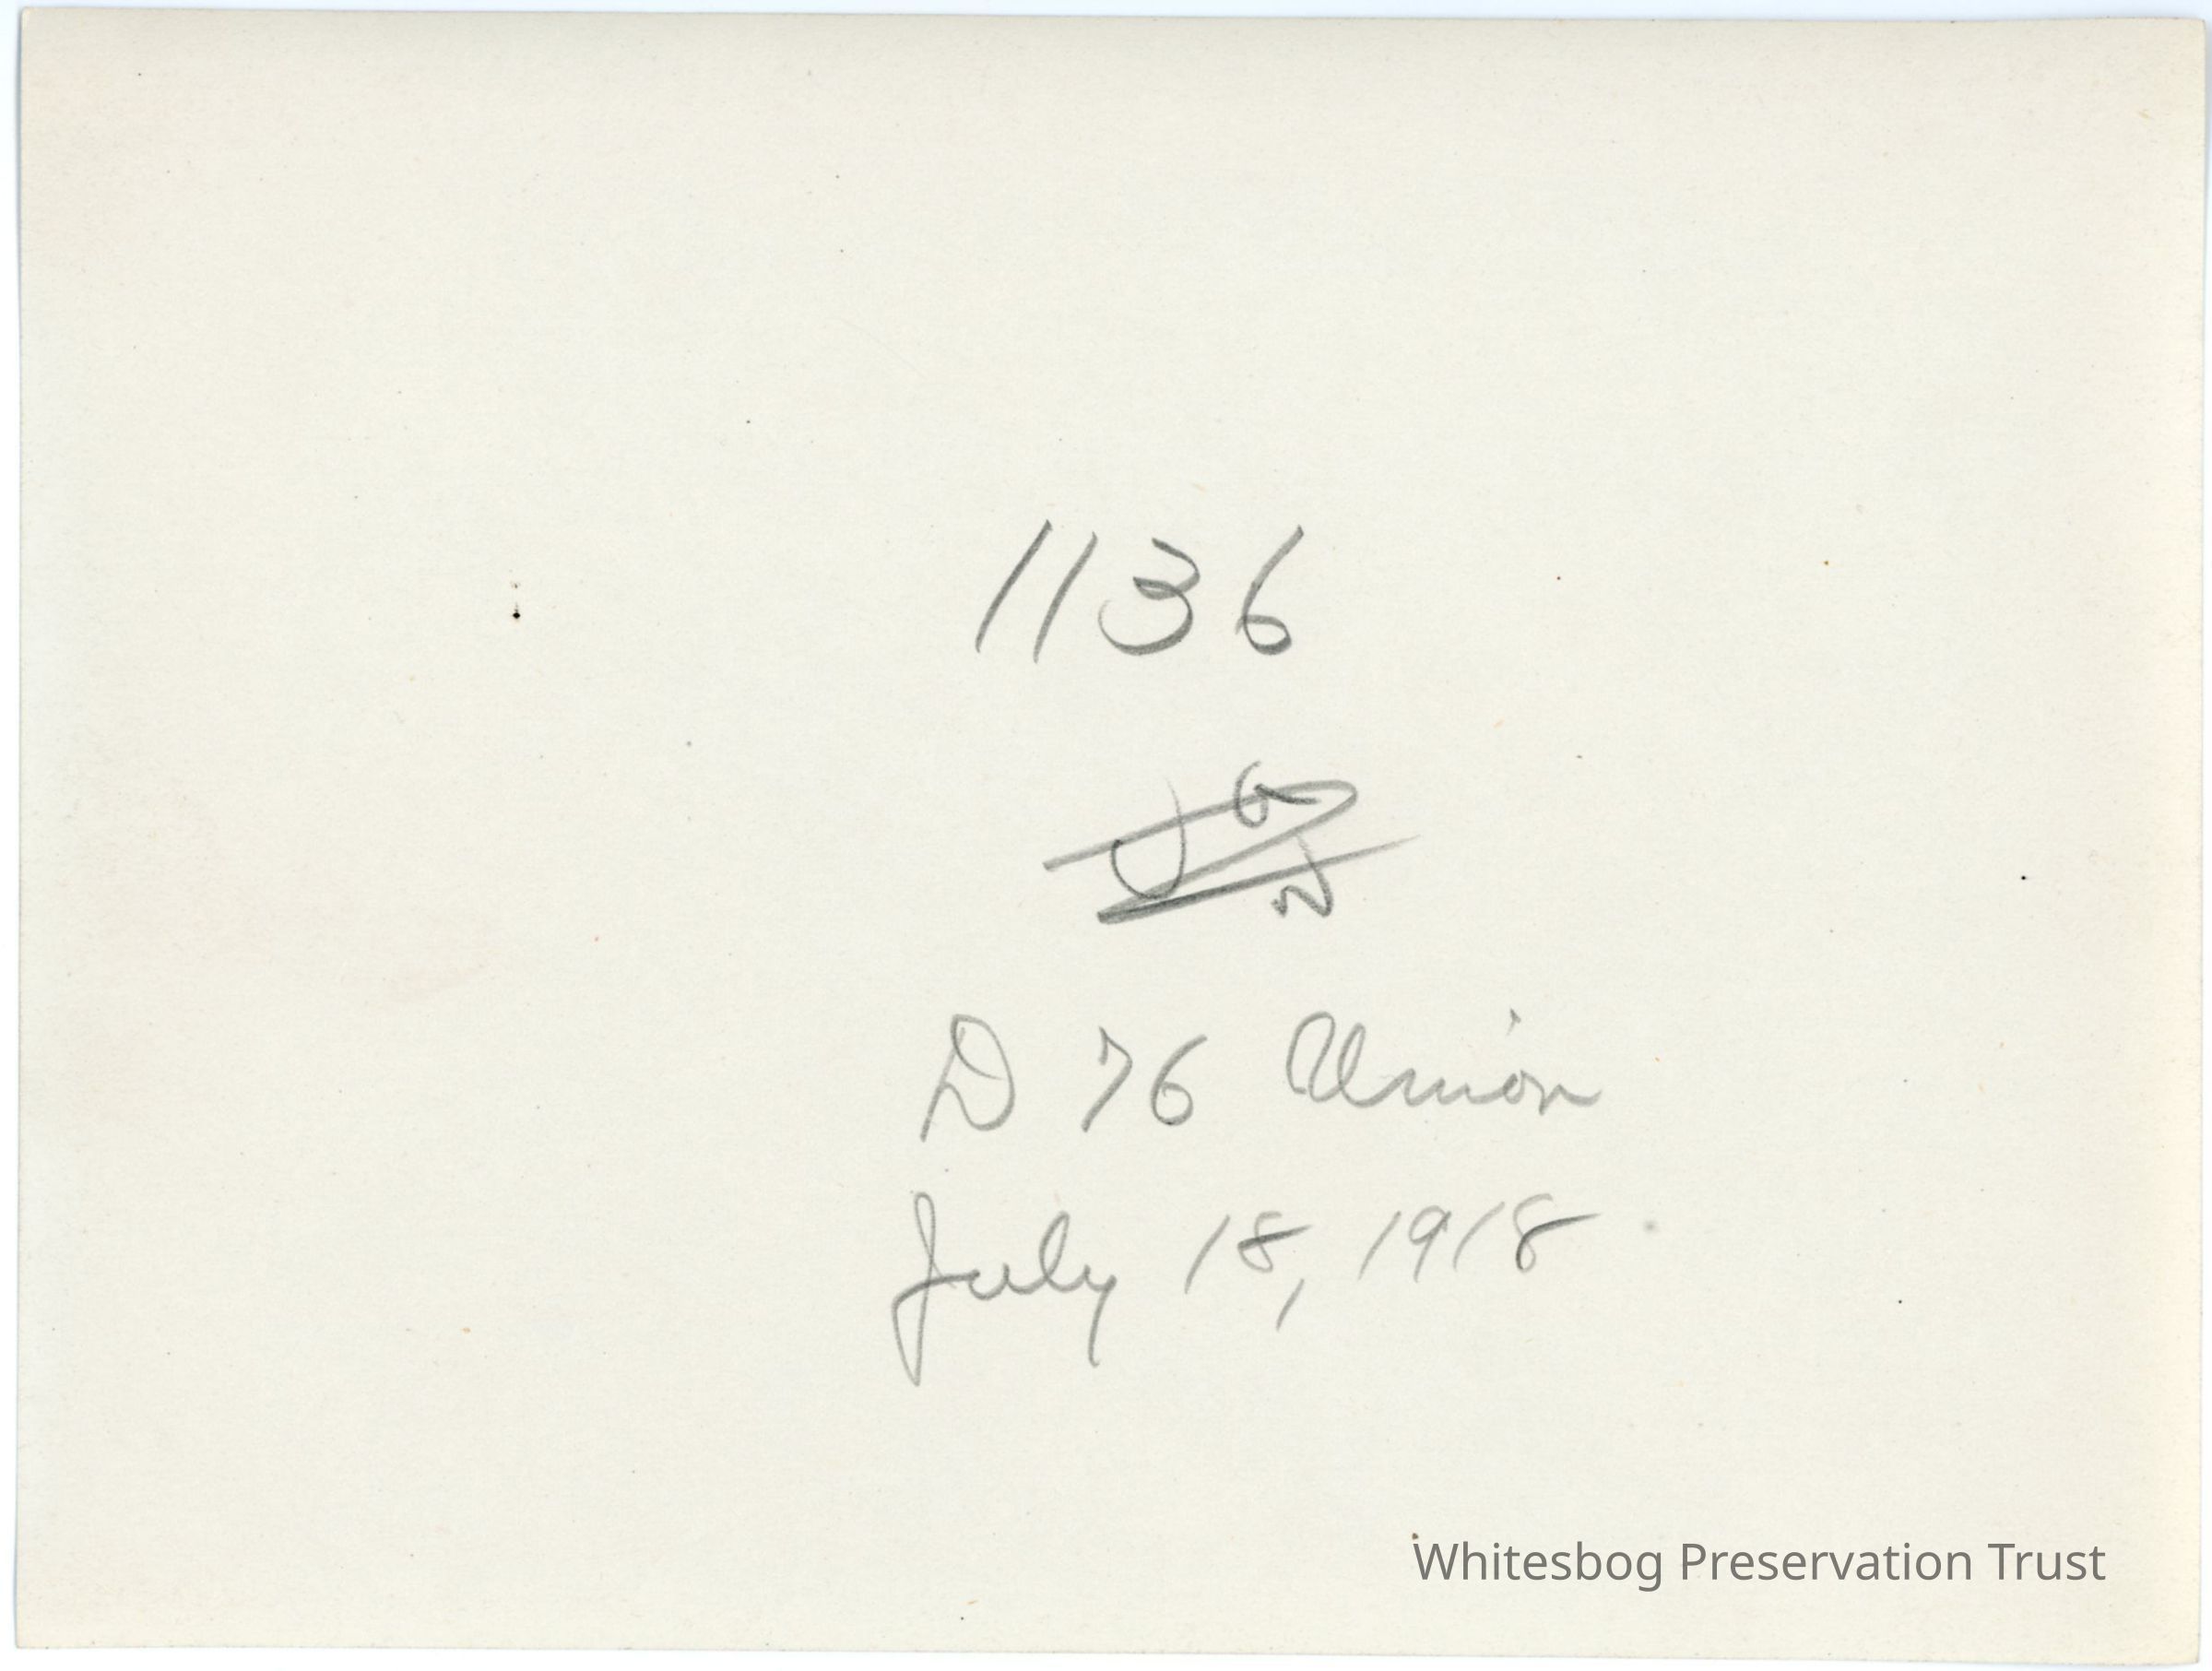 1136
D 76 Union
July 18, 1918
Whitesbog Preservation Trust